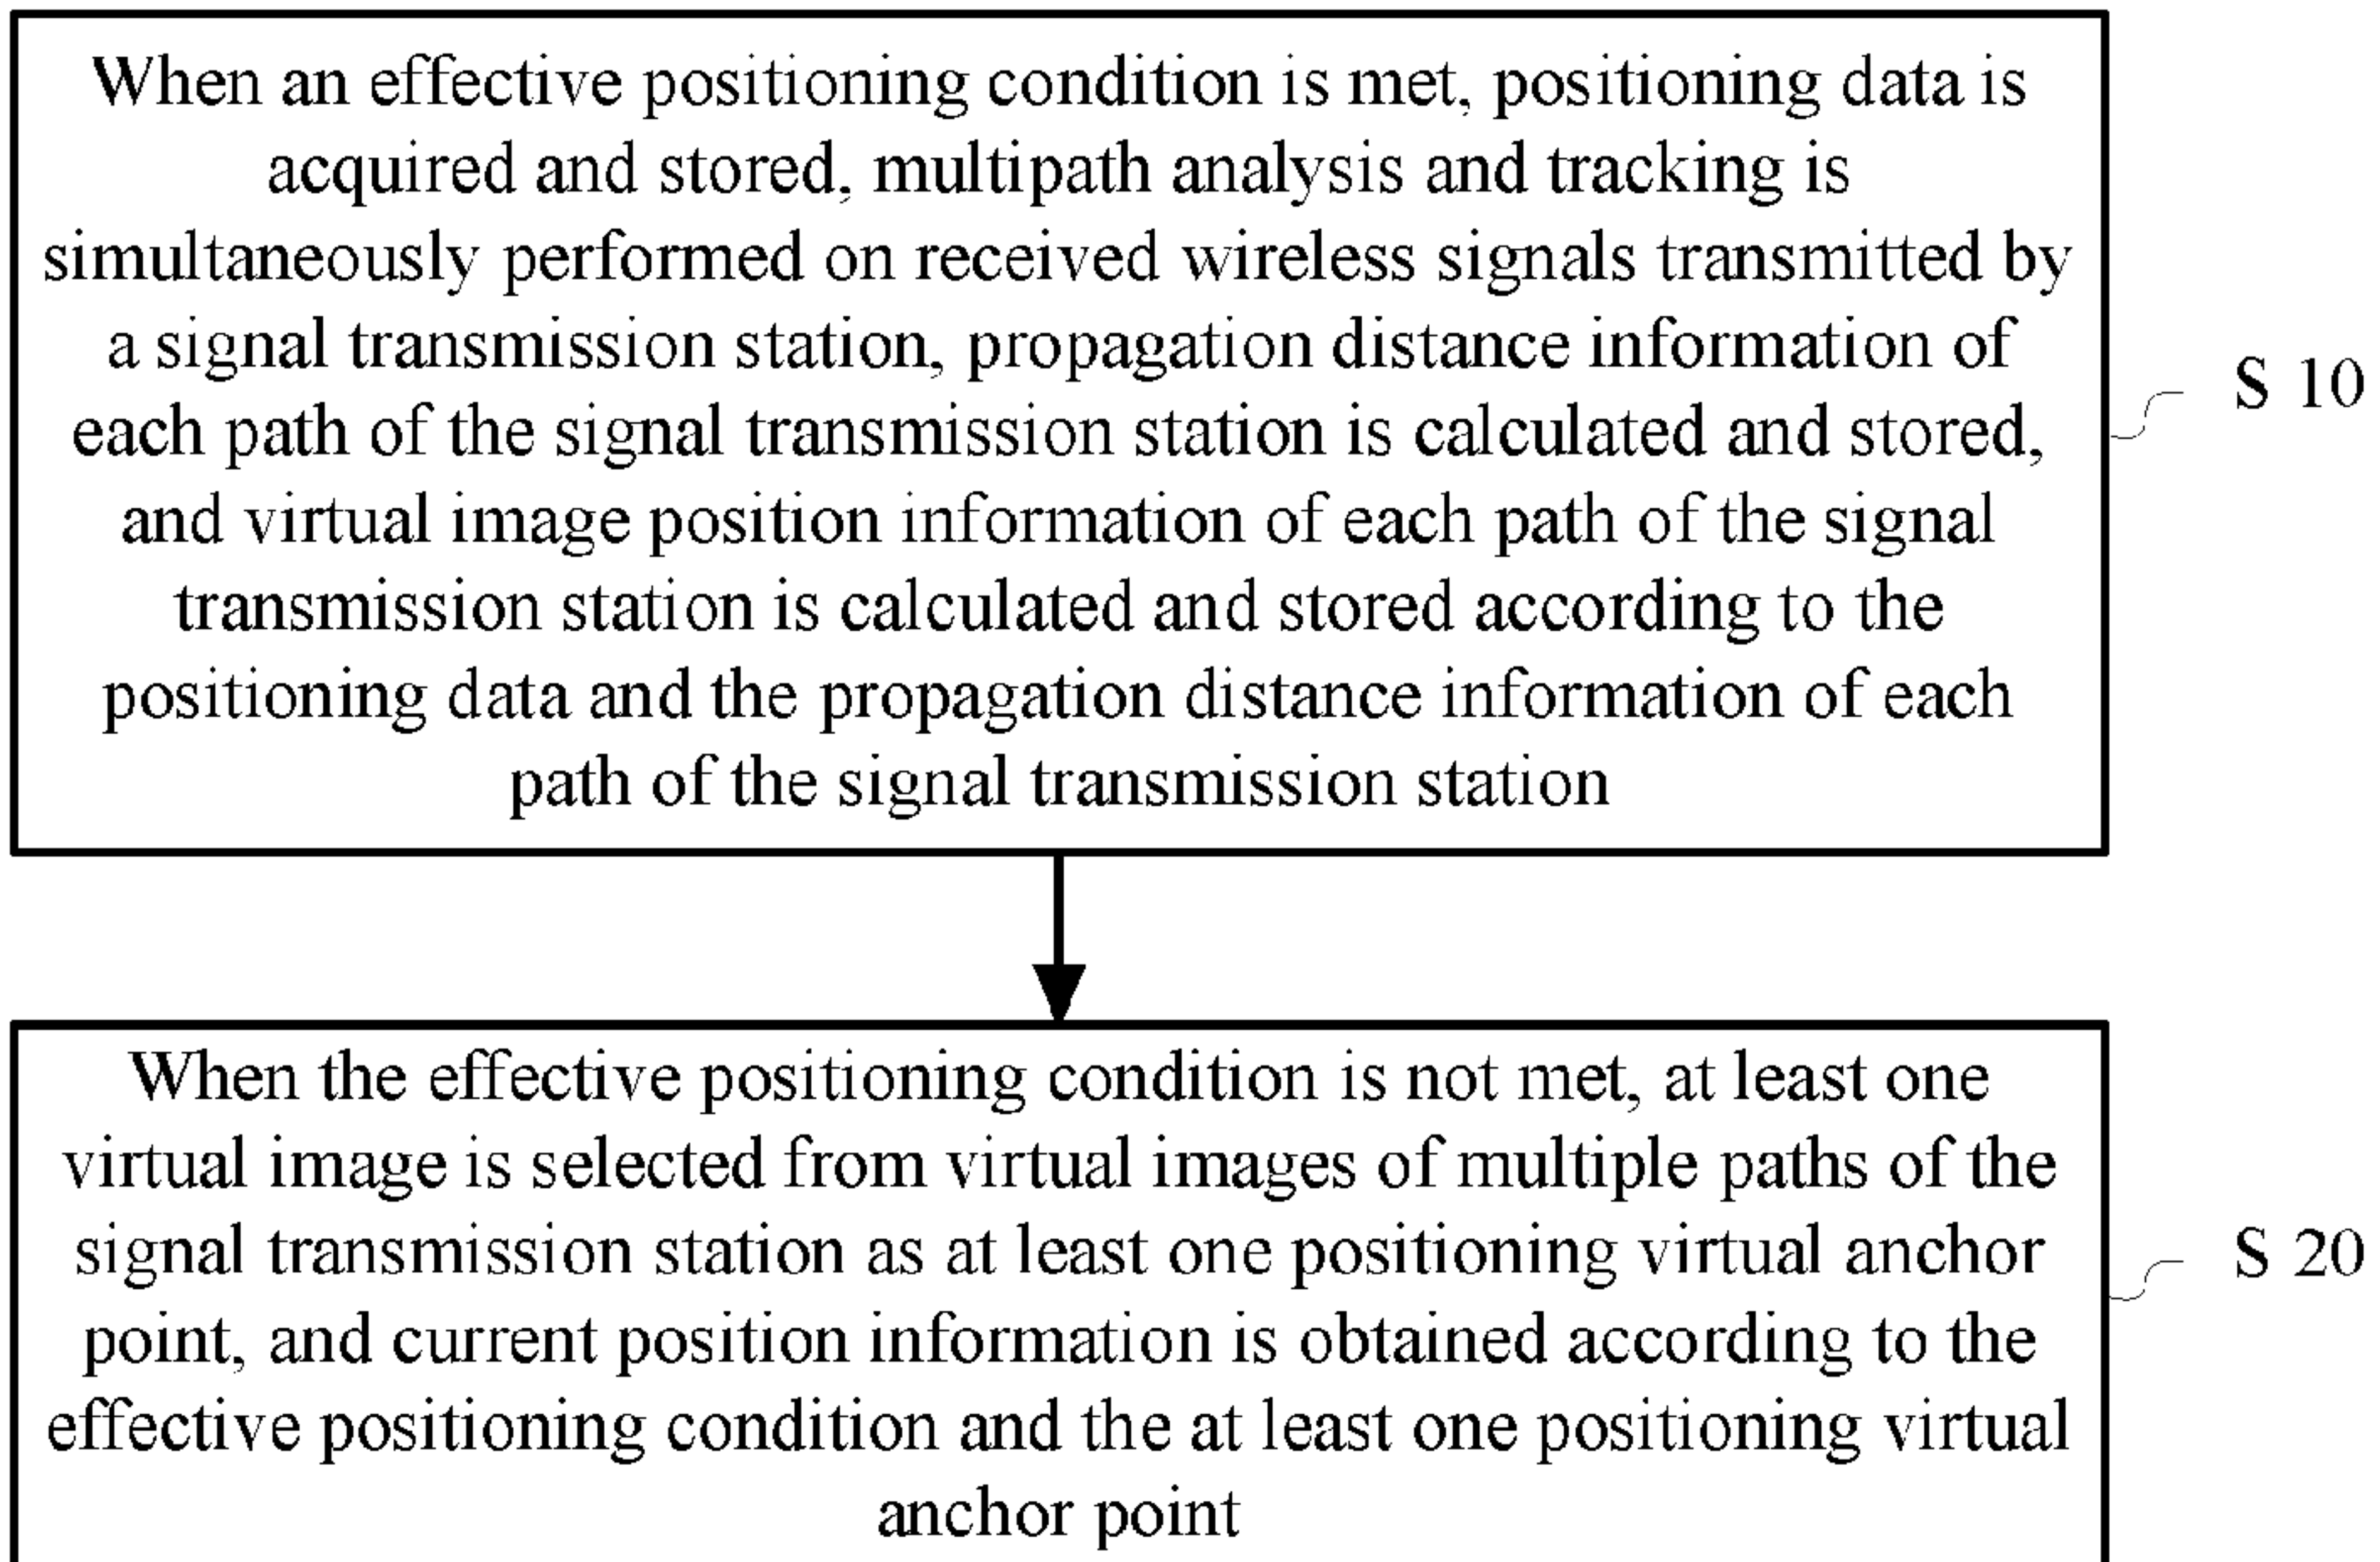 When an effective positioning condition is met, positioning data is
acquired and stored, multipath analysis and tracking is
simultaneously performed on received wireless signals transmitted by
a signal transmission station, propagation distance information of
each path of the signal transmission station is calculated and stored,
and virtual image position information of each path of the signal
transmission station is calculated and stored according to the
positioning data and the propagation distance information of each
path of the signal transmission station
S 10
When the effective positioning condition is not met, at least one
virtual image is selected from virtual images of multiple paths of the
signal transmission station as at least one positioning virtual anchor
point, and current position information is obtained according to the
effective positioning condition and the at least one positioning virtual
anchor point
S 20